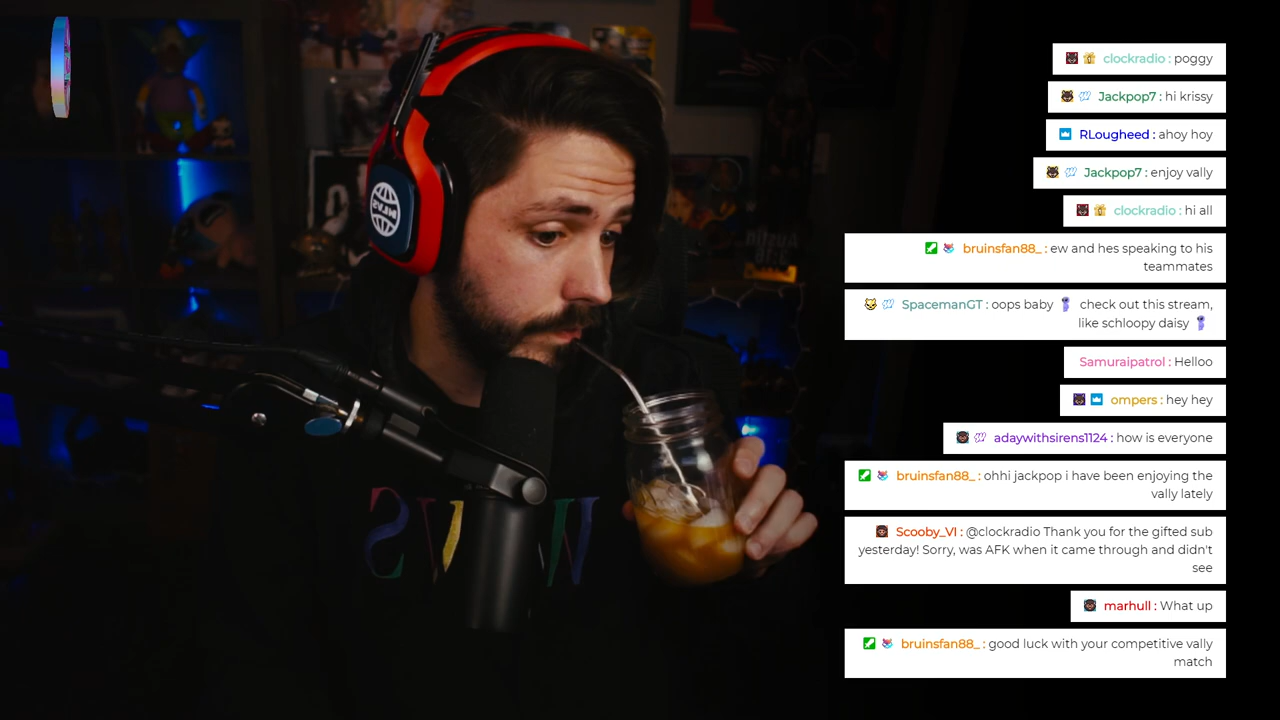 clockradio : poggy
Jackpop7 : hi krissy
RLougheed : ahoy hoy
Jackpop7 : enjoy vally
clockradio : hi all
bruinsfan88_ : ew and hes speaking to his
teammates
SpacemanGT : oops baby check out this stream,
like schloopy daisy
Samuraipatrol : Helloo
ompers : hey hey
adaywithsirens1124 : how is everyone
bruinsfan88_ : ohhi jackpop i have been enjoying the
vally lately
Scooby_VI : @clockradio Thank you for the gifted sub
yesterday! Sorry, was AFK when it came through and didn't
see
marhull : What up
bruinsfan88_ : good luck with your competitive vally
match